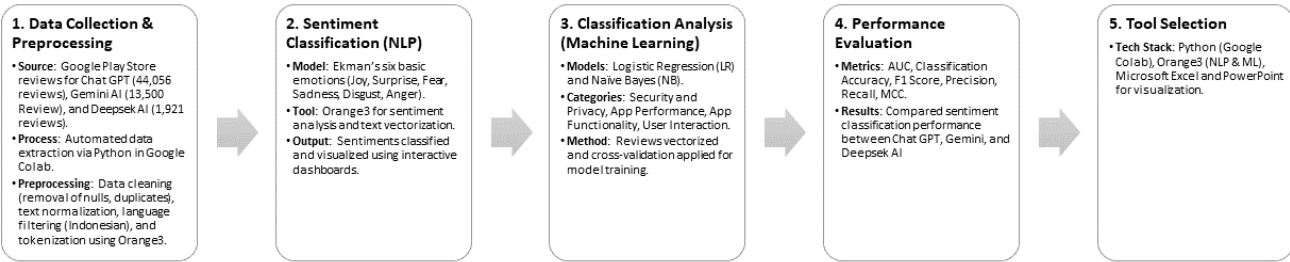 1. Data Collection &
Preprocessing
• Source: Google Play Store
reviews for Chat GPT (44,056
reviews), Gemini AI (13,500
Review), and Deepsek AI (1,921
reviews).
• Process: Automated data
extraction via Python in Google
Colab.
• Preprocessing: Data cleaning
(removal of nulls, duplicates),
text normalization, language
filtering (Indonesian), and
tokenization using Orange3.
2. Sentiment
Classification (NLP)
• Model: Ekman's six basic
emotions (Joy, Surprise, Fear,
Sadness, Disgust, Anger).
• Tool: Orange3 for sentiment
analysis and text vectorization.
• Output: Sentiments classified
and visualized using interactive
dashboards.
3. Classification Analysis
(Machine Learning)
• Models: Logistic Regression (LR)
and Naïve Bayes (NB).
• Categories: Security and
Privacy, App Performance, App
Functionality, User Interaction.
• Method: Reviews vectorized
and cross-validation applied for
model training.
4. Performance
Evaluation
• Metrics: AUC, Classification
Accuracy, F1 Score, Precision,
Recall, MCC.
• Results: Compared sentiment
classification performance
between Chat GPT, Gemini, and
Deepsek AI
5. Tool Selection
• Tech Stack: Python (Google
Colab), Orange3 (NLP & ML),
Microsoft Excel and PowerPoint
for visualization.